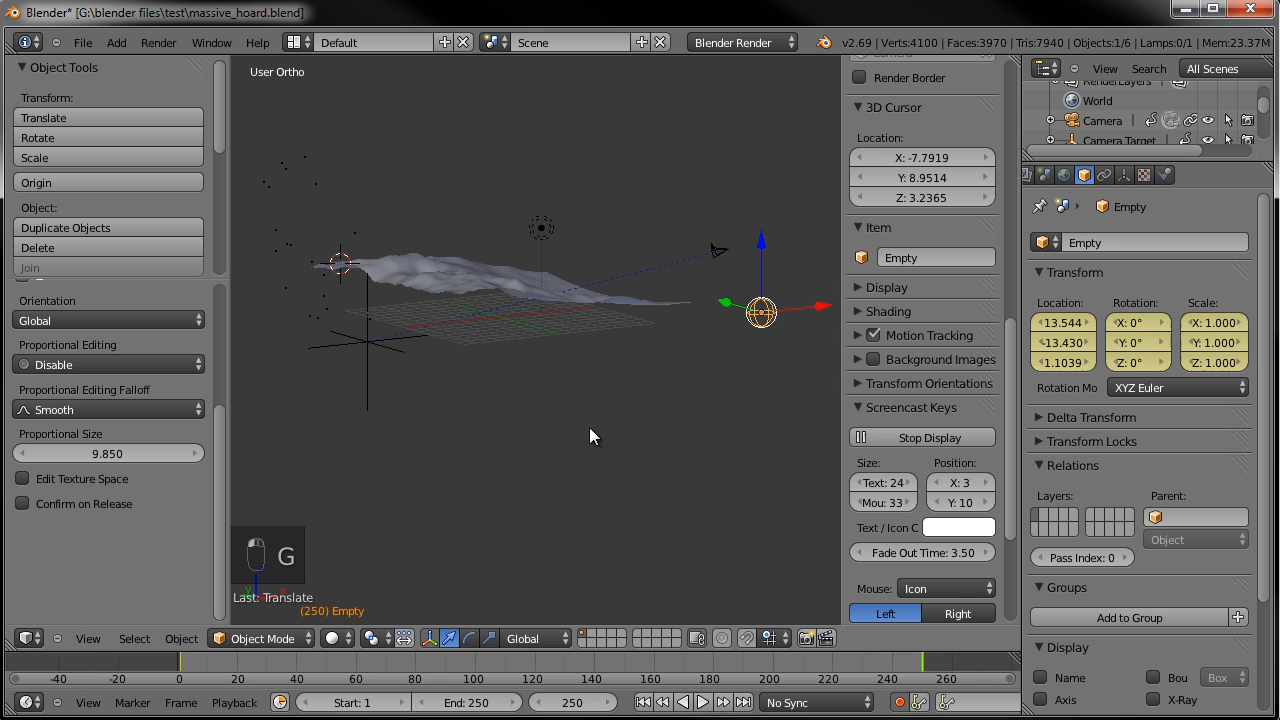 Blender* [G:\blender files\test\massive_hoard.blend]
File Add Render Window Help Default Scene Blender Render v2.69 | Verts:4100 | Faces:3970 | Tris:7940 | Objects:1/6 | Lamps:0/1 | Mem:23.37M
Object Tools
Transform:
Translate
Rotate
Scale
Origin
Object:
Duplicate Objects
Delete
Join
Orientation
Global
Proportional Editing
Disable
Proportional Editing Falloff
Smooth
Proportional Size
9.850
Edit Texture Space
Confirm on Release
User Ortho
G
Last: Translate
(250) Empty
Render Border
3D Cursor
Location:
X: -7.7919
Y: 8.9514
Z: 3.2365
Item
Empty
Display
Shading
Motion Tracking
Background Images
Transform Orientations
Screencast Keys
Stop Display
Size: Position:
Text: 24 X: 3
Mou: 33 Y: 10
Text / Icon C
Fade Out Time: 3.50
Mouse: Icon
Left Right
View Search All Scenes
RenderLayers
World
Camera
Camera Target
Empty
Empty
Transform
Location: Rotation: Scale:
13.544 X: 0° X: 1.000
-13.430 Y: 0° Y: 1.000
1.1039 Z: 0° Z: 1.000
Rotation Mo XYZ Euler
Delta Transform
Transform Locks
Relations
Layers: Parent:
Object
Pass Index: 0
Groups
Add to Group
Display
Name Bou Box
Axis X-Ray
View Select Object Object Mode Global
-40 -20 0 20 40 60 80 100 120 140 160 180 200 220 240 260
View Marker Frame Playback Start: 1 End: 250 250 No Sync